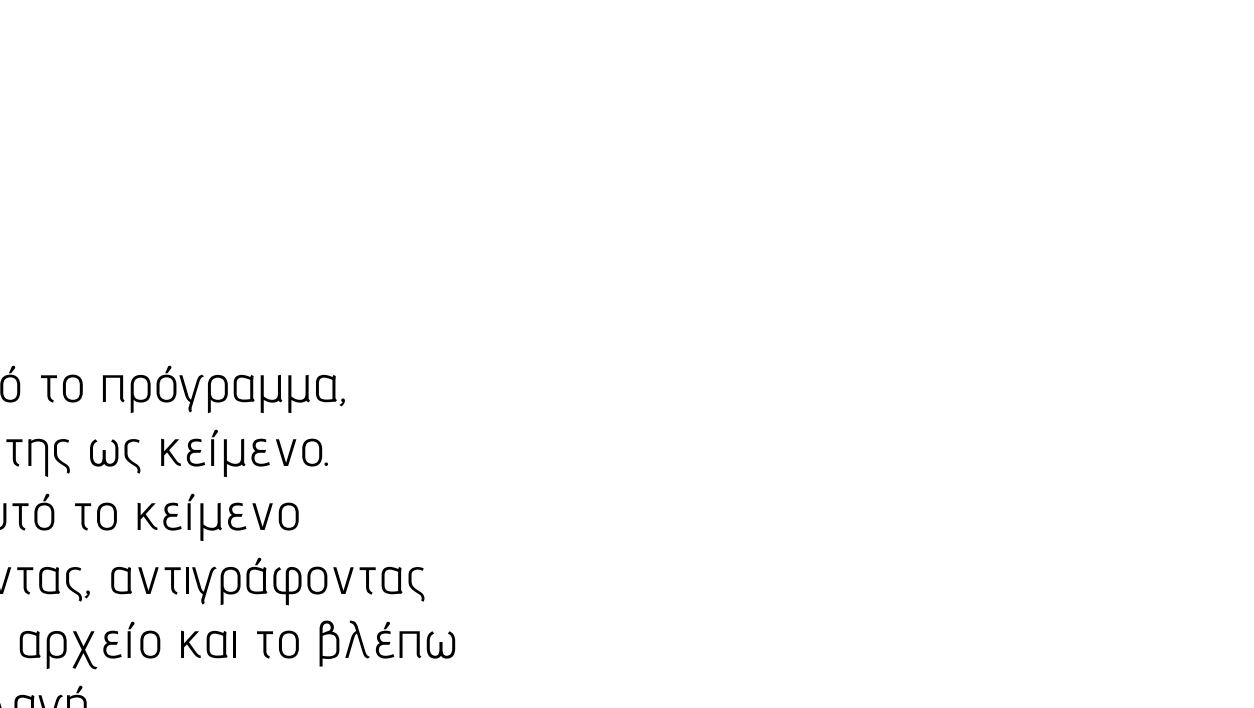 ό το πρόγραμμα,
της ως κείμενο.
υτό το κείμενο
ντας, αντιγράφοντας
αρχείο και το βλέπω